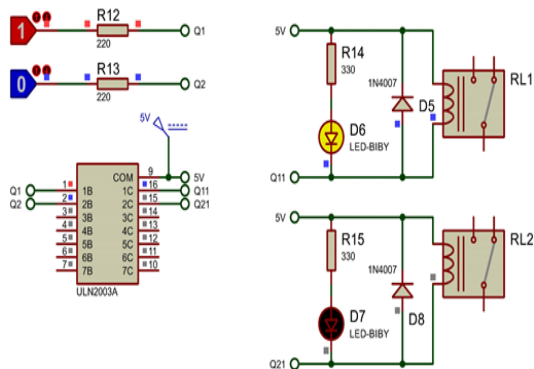 1 R12 220 Q1
0 R13 220 Q2
5V
COM 9 5V
Q1 1 1B 1C 16 Q11
Q2 2 2B 2C 15 Q21
3 3B 3C 14
4 4B 4C 13
5 5B 5C 12
6 6B 6C 11
7 7B 7C 10
ULN2003A
5V
R14
330
1N4007
D5
RL1
D6
LED-BIBY
Q11
5V
R15
330
1N4007
D8
RL2
D7
LED-BIBY
Q21